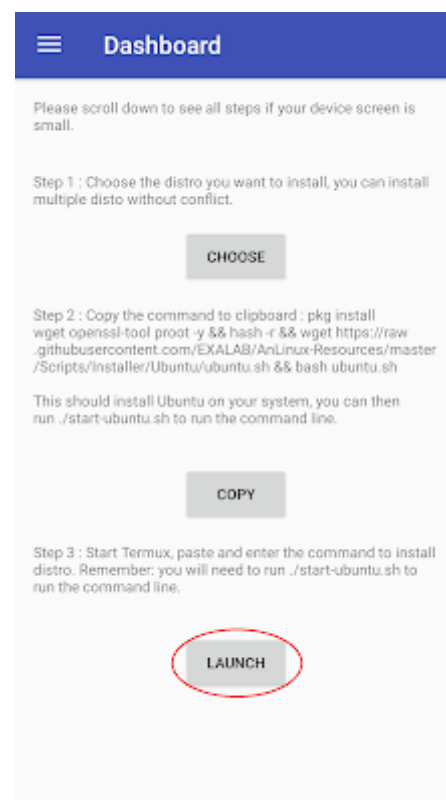 Dashboard
Please scroll down to see all steps if your device screen is
small.
Step 1 : Choose the distro you want to install, you can install
multiple disto without conflict.
CHOOSE
Step 2 : Copy the command to clipboard : pkg install
wget openssl-tool proot -y && hash -r && wget https://raw
.githubusercontent.com/EXALAB/AnLinux-Resources/master
/Scripts/Installer/Ubuntu/ubuntu.sh && bash ubuntu.sh
This should install Ubuntu on your system, you can then
run ./start-ubuntu.sh to run the command line.
COPY
Step 3 : Start Termux, paste and enter the command to install
distro. Remember: you will need to run ./start-ubuntu.sh to
run the command line.
LAUNCH